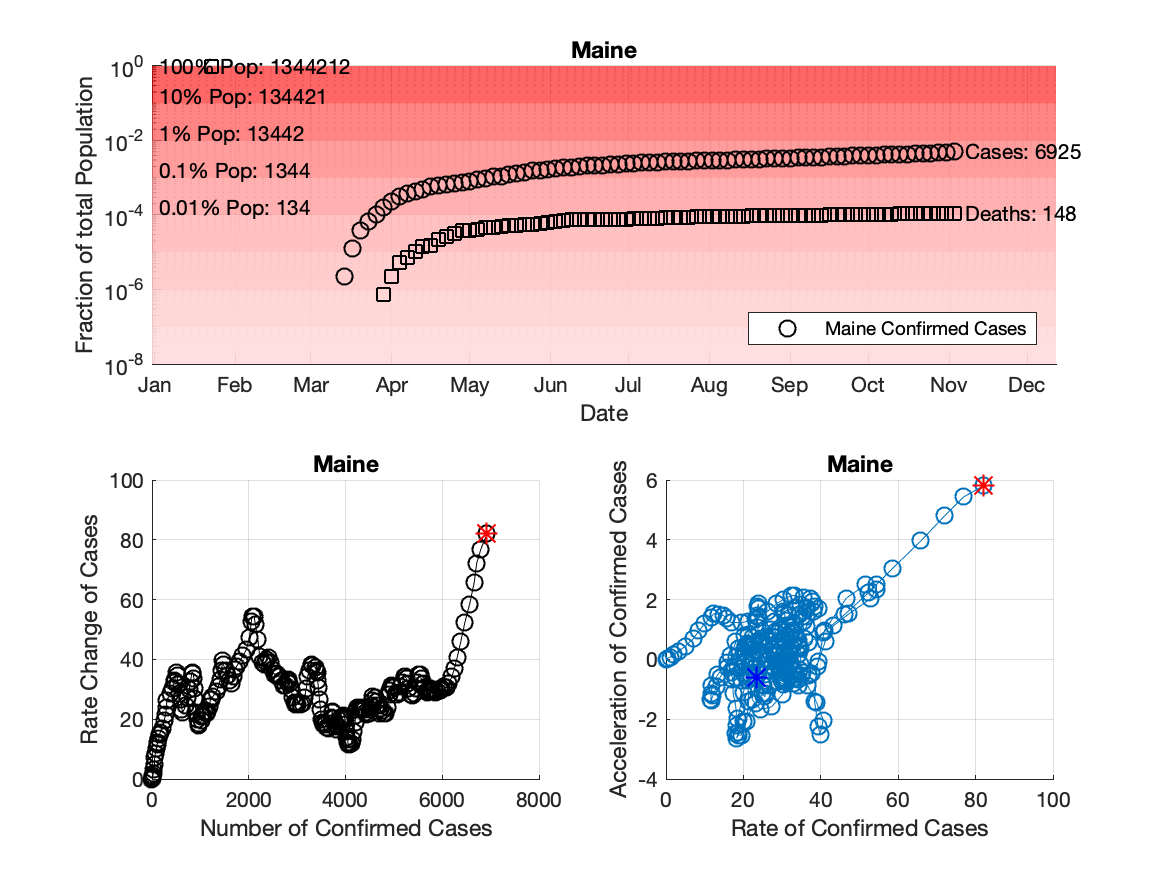 Maine
Fraction of total Population
10^0
10^-2
10^-4
10^-6
10^-8
100% Pop: 1344212
10% Pop: 134421
1% Pop: 13442
0.1% Pop: 1344
0.01% Pop: 134
Cases: 6925
Deaths: 148
Maine Confirmed Cases
Jan Feb Mar Apr May Jun Jul Aug Sep Oct Nov Dec
Date
Maine
Rate Change of Cases
100
80
60
40
20
0
0 2000 4000 6000 8000
Number of Confirmed Cases
Maine
Acceleration of Confirmed Cases
6
4
2
0
-2
-4
0 20 40 60 80 100
Rate of Confirmed Cases